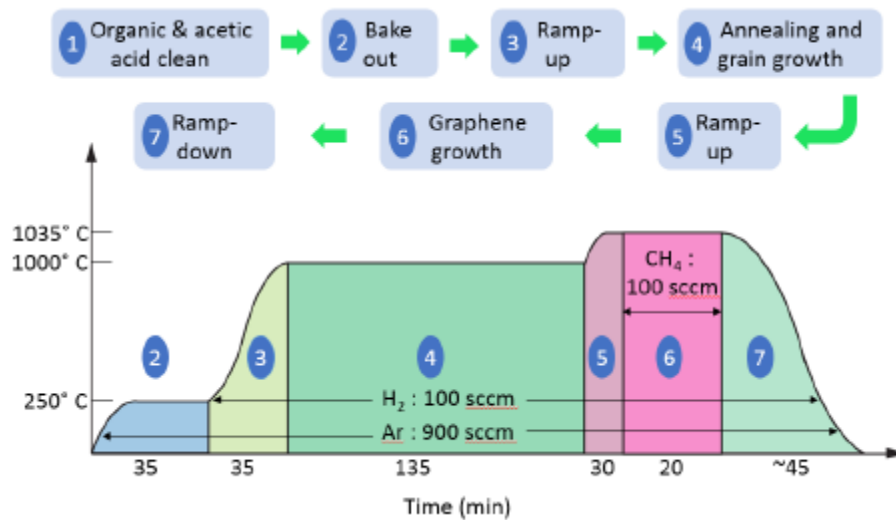 1 Organic & acetic
acid clean
2 Bake
out
3 Ramp-
up
4 Annealing and
grain growth
7 Ramp-
down
6 Graphene
growth
5 Ramp-
up
1035° C
1000° C
250° C
CH₄ :
100 sccm
2
3
4
5
6
7
H₂ : 100 sccm
Ar : 900 sccm
35
35
135
30
20
~45
Time (min)